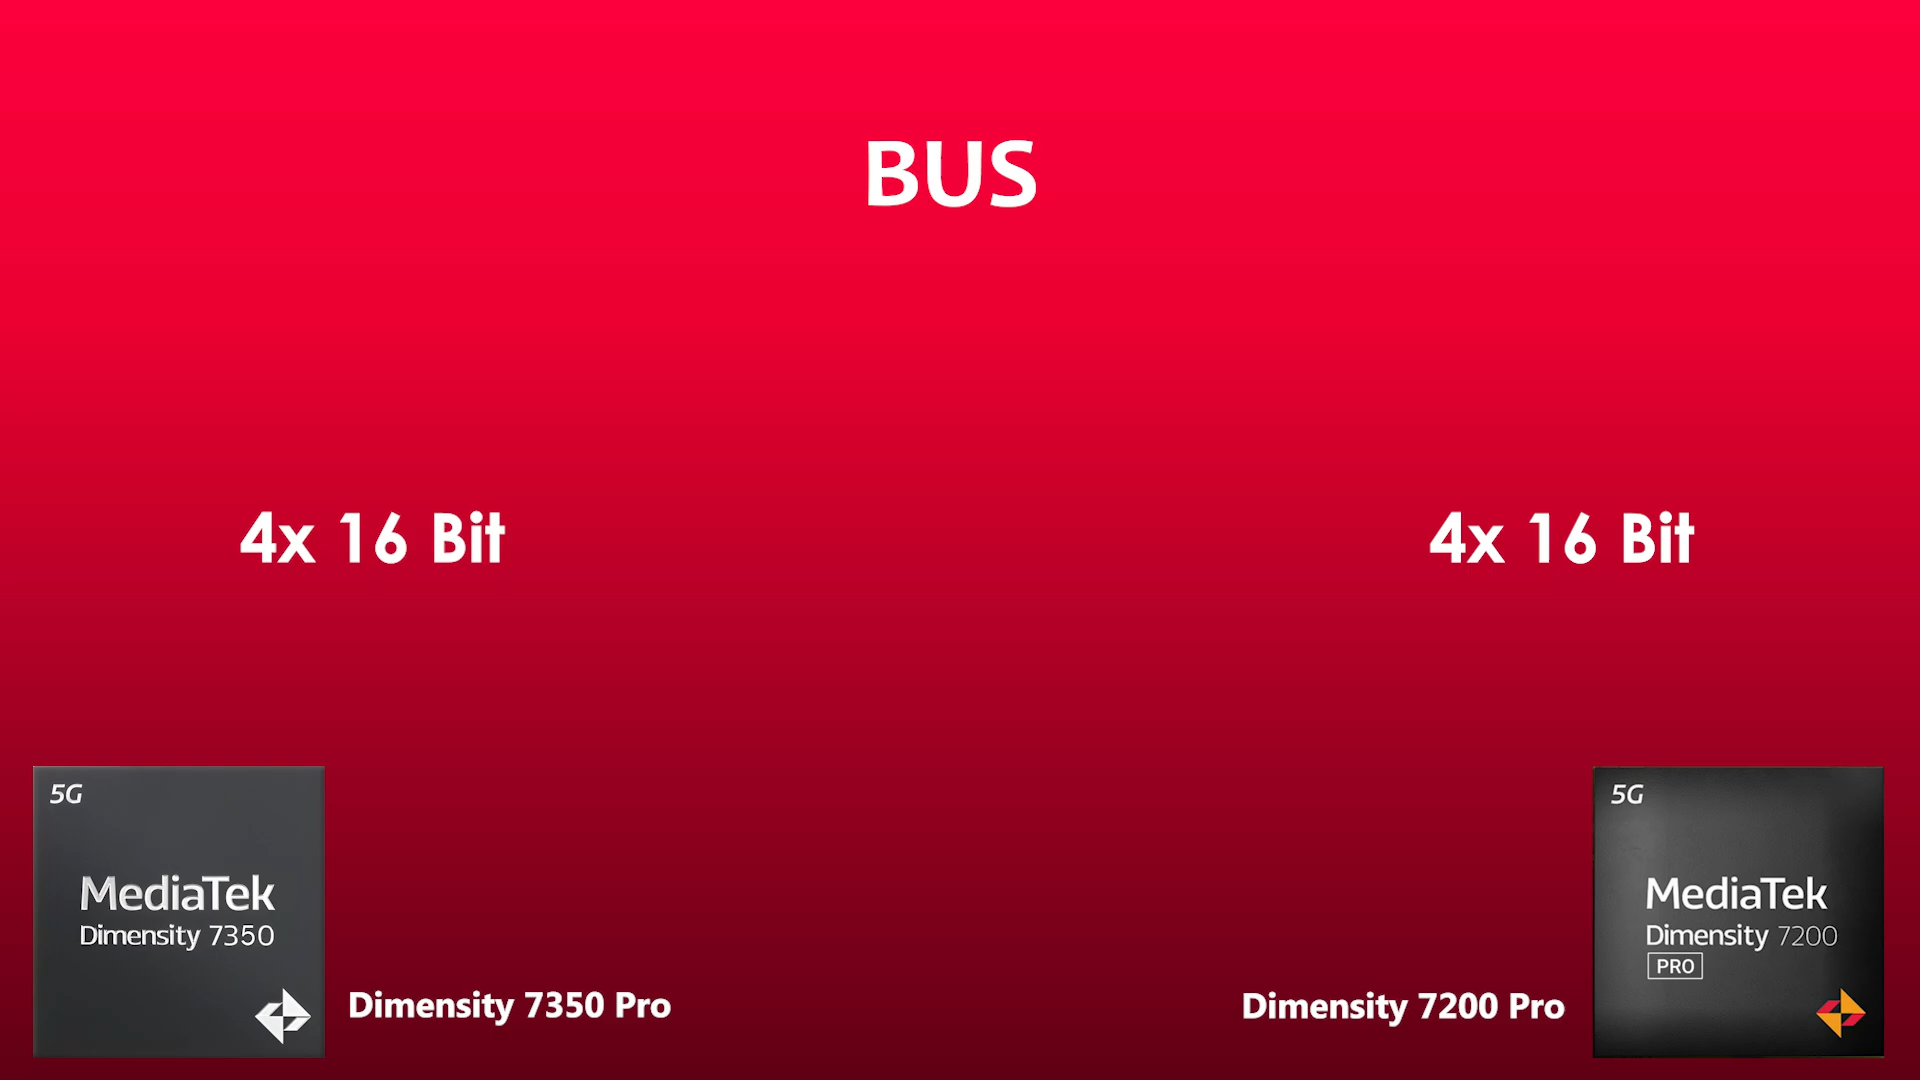 BUS
4x 16 Bit
4x 16 Bit
5G
MediaTek
Dimensity 7350
Dimensity 7350 Pro
Dimensity 7200 Pro
5G
MediaTek
Dimensity 7200
PRO